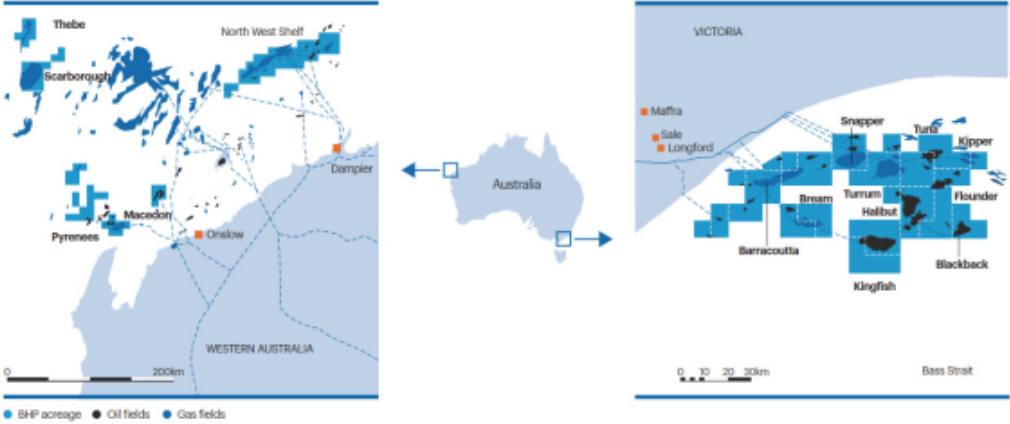 Thebe
North West Shelf
Scarborough
Dampier
Macedon
Pyrenees
Onslow
WESTERN AUSTRALIA
0 200km
BHP acreage Oil fields Gas fields
Australia
VICTORIA
Maffra
Sale
Longford
Snapper
Tuna
Kipper
Bream
Turrum
Flounder
Halibut
Barracoutta
Blackback
Kingfish
0 10 20 30km
Bass Strait